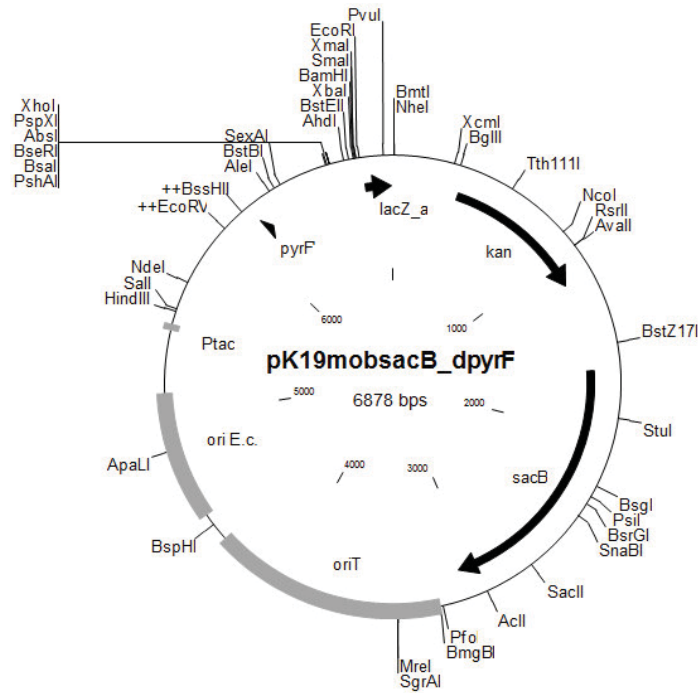 PvuI
EcoRI
XmaI
SmaI
BamHI
XbaI
BstEII
AhdI
BmtI
NheI
XhoI
PspXI
AbsI
BseRI
BsaI
PshAI
SexAI
BstBI
AleI
++BssHII
++EcoRV
XcmI
BglII
Tth111I
NcoI
RsrII
AvaII
lacZ_a
kan
pyrF'
NdeI
SalI
HindIII
Ptac
I
6000
1000
BstZ17I
pK19mobsacB_dpyrF
6878 bps
5000
2000
StuI
ori E.c.
ApaLI
4000
3000
sacB
BsgI
PsiI
BsrGI
SnaBI
BspHI
oriT
SacII
AclI
PfoI
BmgBI
MreI
SgrAI